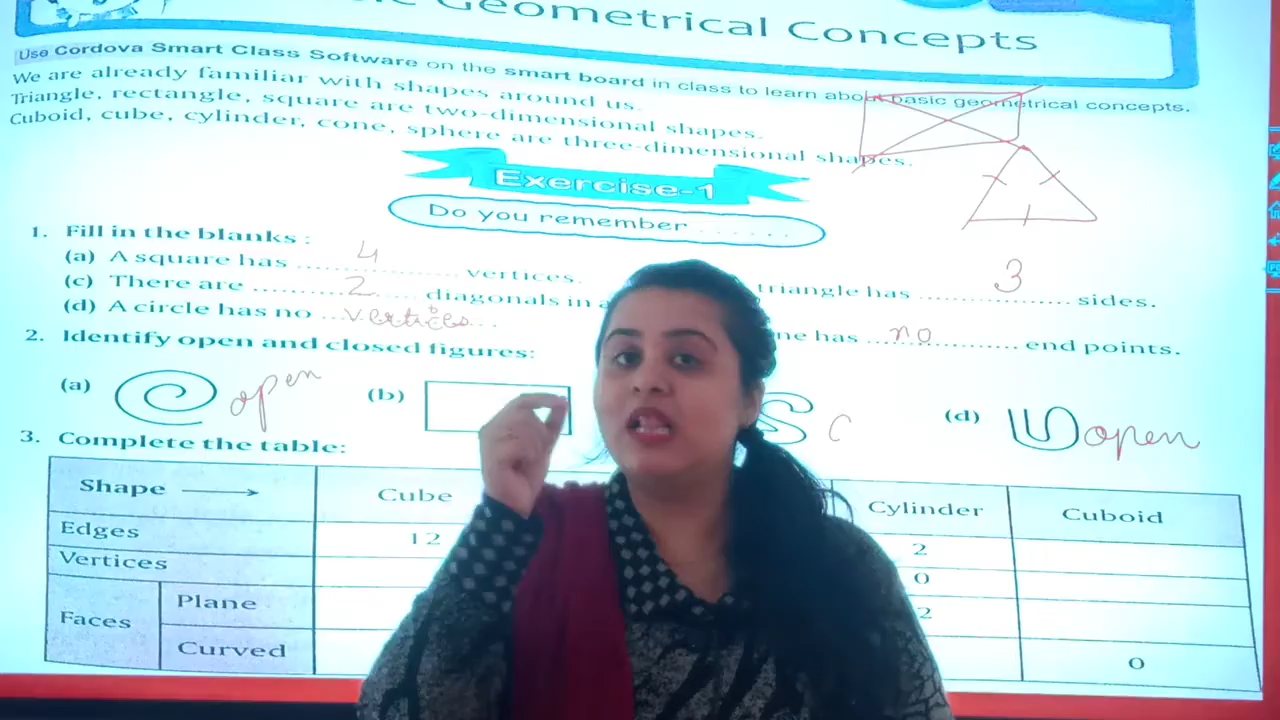 Geometrical Concepts
Use Cordova Smart Class Software on the smart board in class to learn about basic geometrical concepts.
We are already familiar with shapes around us.
Triangle, rectangle, square are two-dimensional shapes.
Cuboid, cube, cylinder, cone, sphere are three-dimensional shapes.
Exercise-1
Do you remember . . . . . .
1. Fill in the blanks :
(a) A square has 4 vertices. triangle has 3 sides.
(c) There are 2 diagonals in a has no end points.
(d) A circle has no vertices
2. Identify open and closed figures:
(a) open (b) C (d) open
3. Complete the table:
Shape Cube Cylinder Cuboid
Edges 12 2
Vertices 0
Faces Plane 2
Curved 0